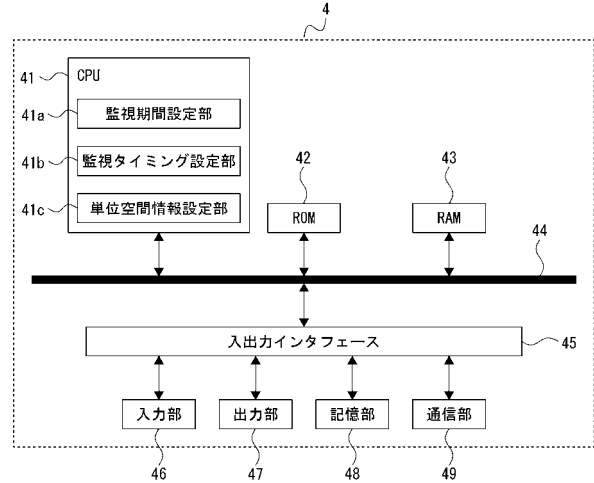 4
41
CPU
41a
監視期間設定部
41b
監視タイミング設定部
41c
単位空間情報設定部
42
ROM
43
RAM
44
入出力インタフェース
45
入力部
出力部
記憶部
通信部
46
47
48
49